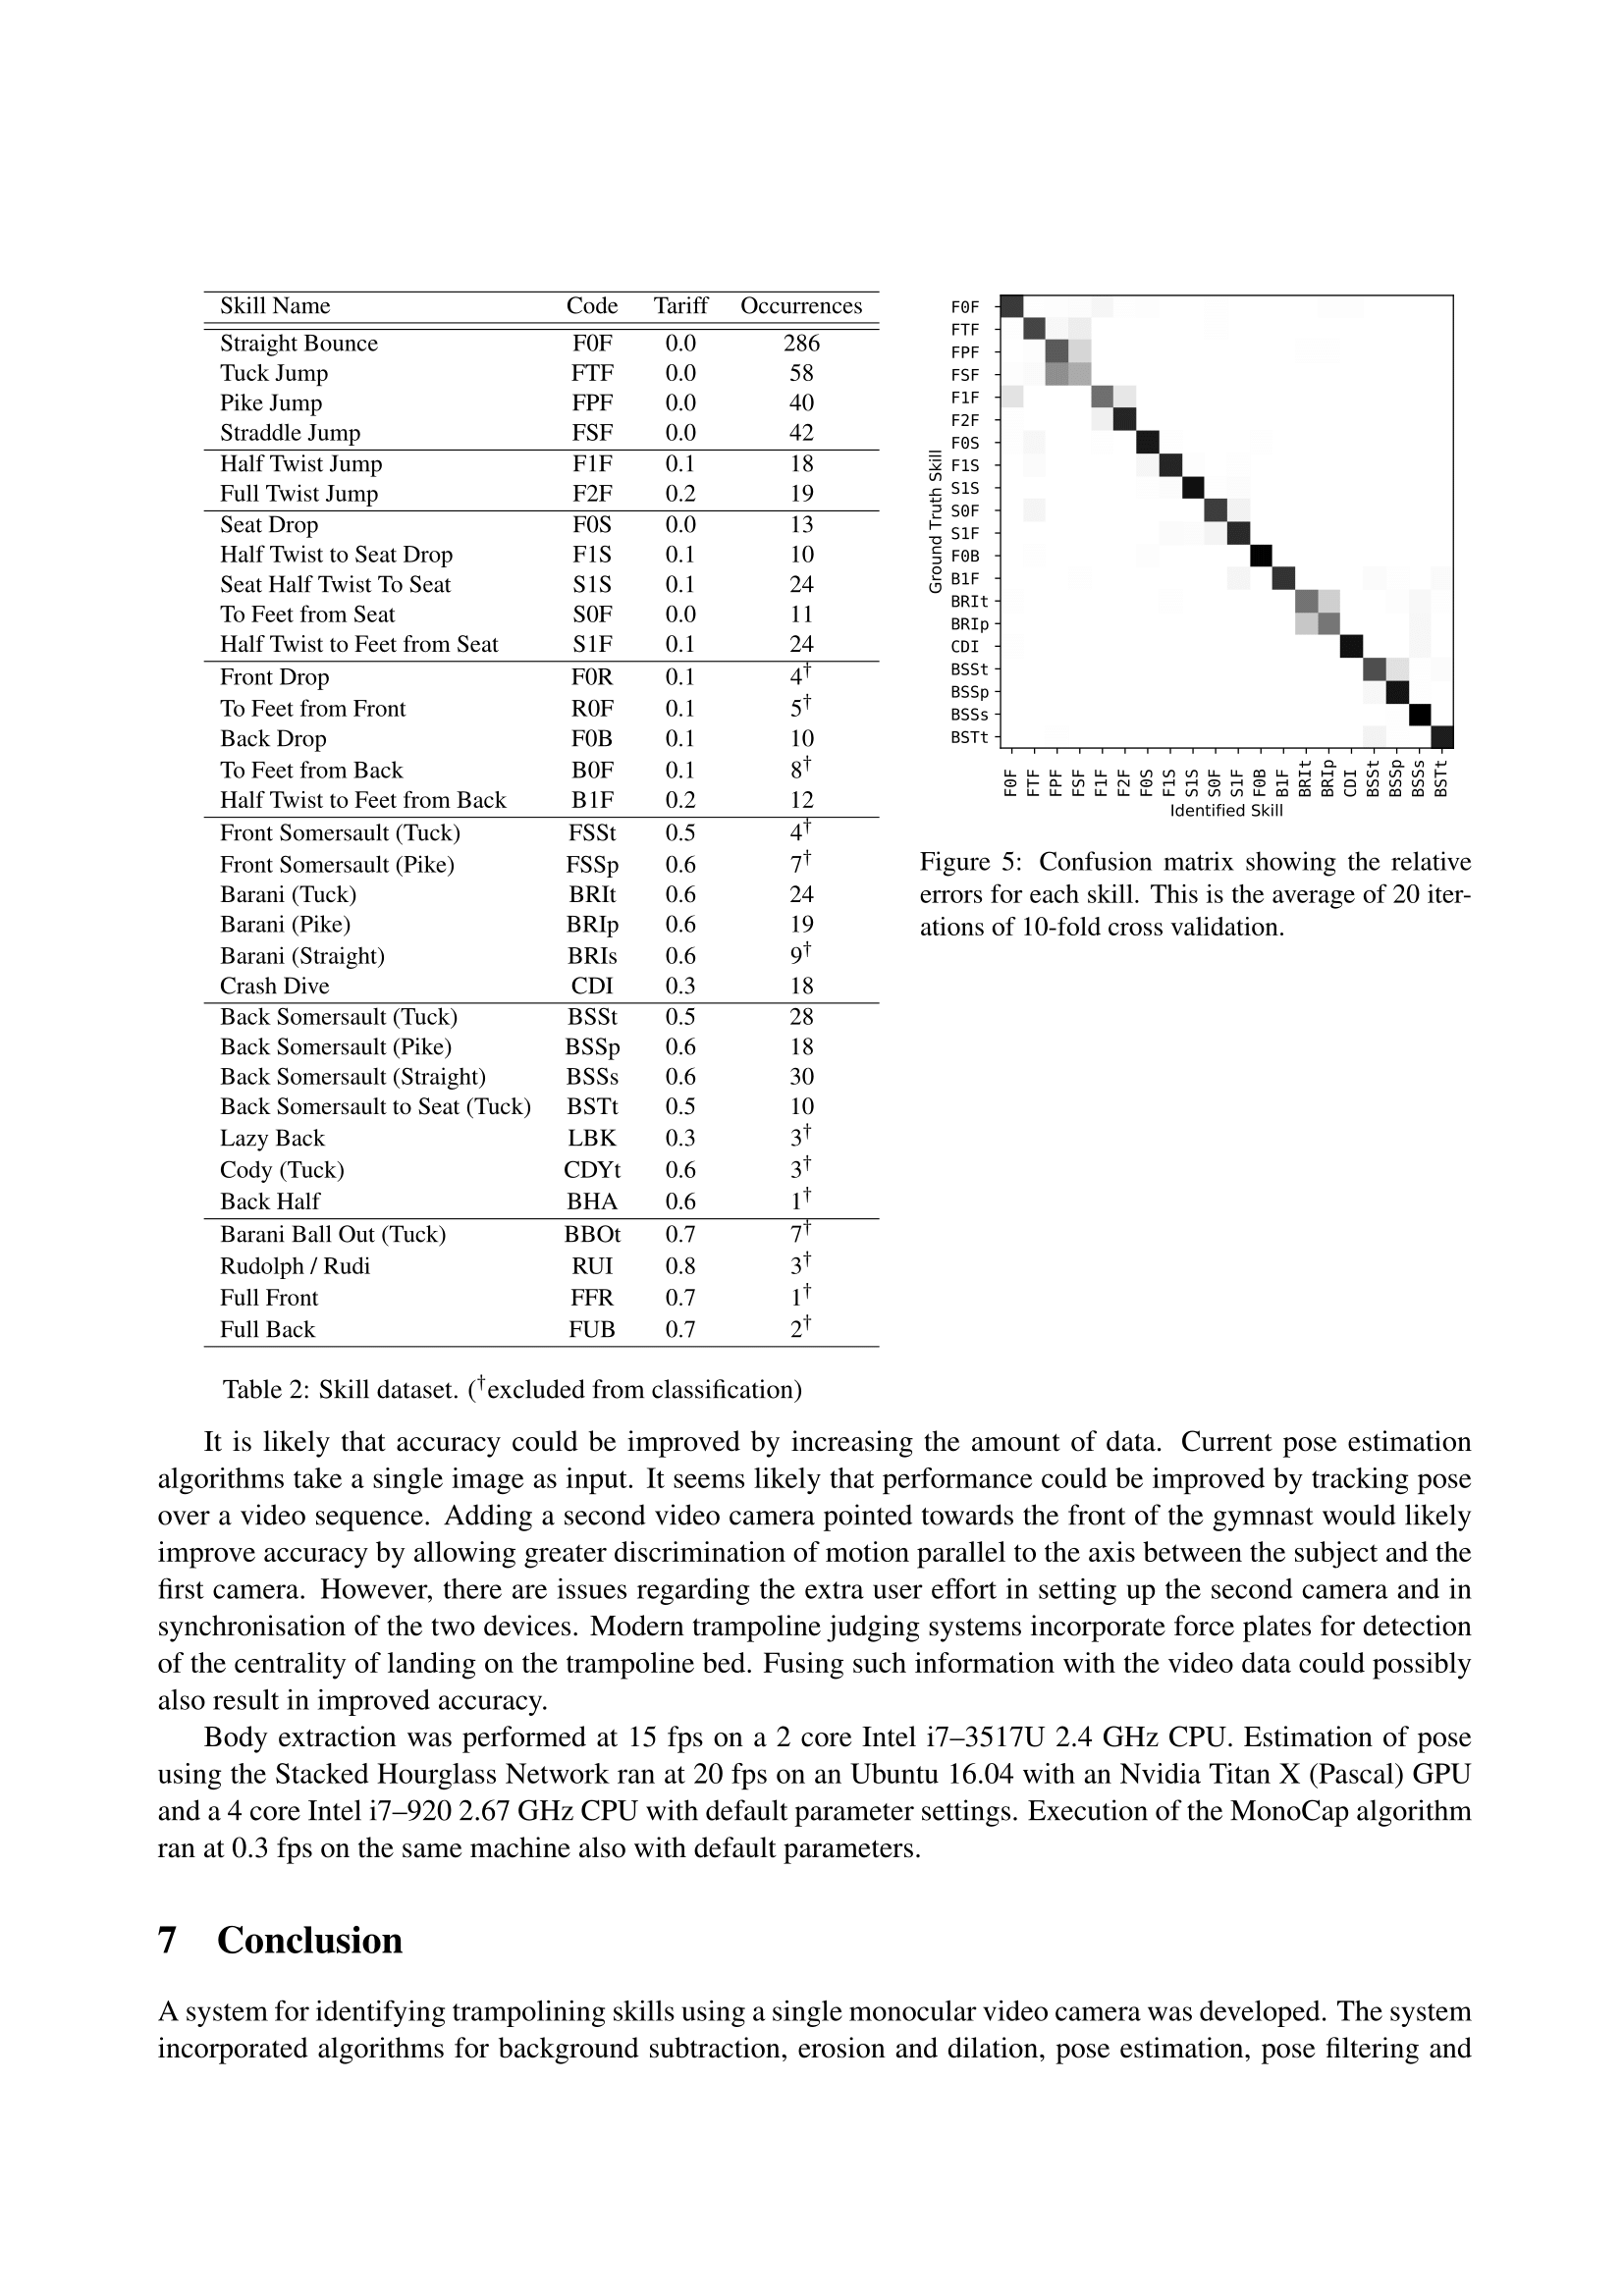 Skill Name Code Tariff Occurrences
Straight Bounce F0F 0.0 286
Tuck Jump FTF 0.0 58
Pike Jump FPF 0.0 40
Straddle Jump FSF 0.0 42
Half Twist Jump F1F 0.1 18
Full Twist Jump F2F 0.2 19
Seat Drop F0S 0.0 13
Half Twist to Seat Drop F1S 0.1 10
Seat Half Twist To Seat S1S 0.1 24
To Feet from Seat S0F 0.0 11
Half Twist to Feet from Seat S1F 0.1 24
Front Drop F0R 0.1 4†
To Feet from Front R0F 0.1 5†
Back Drop F0B 0.1 10
To Feet from Back B0F 0.1 8†
Half Twist to Feet from Back B1F 0.2 12
Front Somersault (Tuck) FSSt 0.5 4†
Front Somersault (Pike) FSSp 0.6 7†
Barani (Tuck) BRIt 0.6 24
Barani (Pike) BRIp 0.6 19
Barani (Straight) BRIs 0.6 9†
Crash Dive CDI 0.3 18
Back Somersault (Tuck) BSSt 0.5 28
Back Somersault (Pike) BSSp 0.6 18
Back Somersault (Straight) BSSs 0.6 30
Back Somersault to Seat (Tuck) BSTt 0.5 10
Lazy Back LBK 0.3 3†
Cody (Tuck) CDYt 0.6 3†
Back Half BHA 0.6 1†
Barani Ball Out (Tuck) BBOt 0.7 7†
Rudolph / Rudi RUI 0.8 3†
Full Front FFR 0.7 1†
Full Back FUB 0.7 2†
Table 2: Skill dataset. (†excluded from classification)
Ground Truth Skill
F0F
FTF
FPF
FSF
F1F
F2F
F0S
F1S
S1S
S0F
S1F
F0B
B1F
BRIt
BRIp
CDI
BSSt
BSSp
BSSs
BSTt
F0F FTF FPF FSF F1F F2F F0S F1S S1S S0F S1F F0B B1F BRIt BRIp CDI BSSt BSSp BSSs BSTt
Identified Skill
Figure 5: Confusion matrix showing the relative
errors for each skill. This is the average of 20 iter-
ations of 10-fold cross validation.
It is likely that accuracy could be improved by increasing the amount of data. Current pose estimation
algorithms take a single image as input. It seems likely that performance could be improved by tracking pose
over a video sequence. Adding a second video camera pointed towards the front of the gymnast would likely
improve accuracy by allowing greater discrimination of motion parallel to the axis between the subject and the
first camera. However, there are issues regarding the extra user effort in setting up the second camera and in
synchronisation of the two devices. Modern trampoline judging systems incorporate force plates for detection
of the centrality of landing on the trampoline bed. Fusing such information with the video data could possibly
also result in improved accuracy.
Body extraction was performed at 15 fps on a 2 core Intel i7–3517U 2.4 GHz CPU. Estimation of pose
using the Stacked Hourglass Network ran at 20 fps on an Ubuntu 16.04 with an Nvidia Titan X (Pascal) GPU
and a 4 core Intel i7–920 2.67 GHz CPU with default parameter settings. Execution of the MonoCap algorithm
ran at 0.3 fps on the same machine also with default parameters.
7 Conclusion
A system for identifying trampolining skills using a single monocular video camera was developed. The system
incorporated algorithms for background subtraction, erosion and dilation, pose estimation, pose filtering and